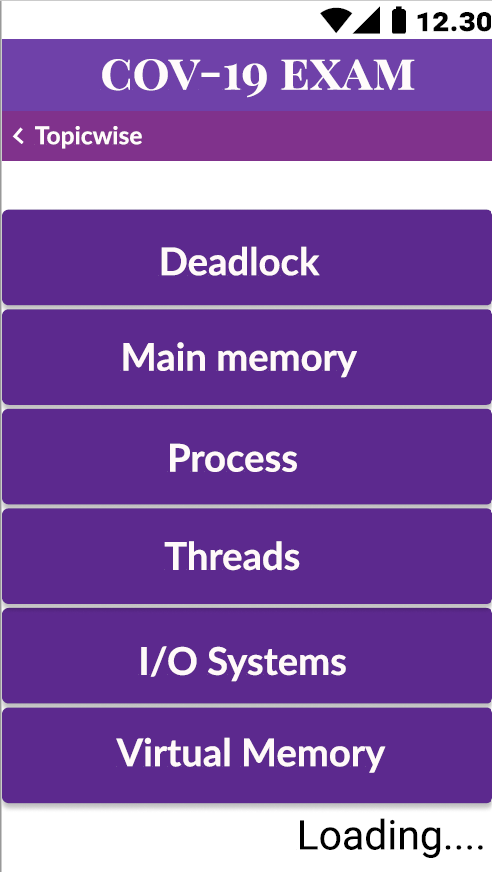 12.30
COV-19 EXAM
Topicwise
Deadlock
Main memory
Process
Threads
I/O Systems
Virtual Memory
Loading....